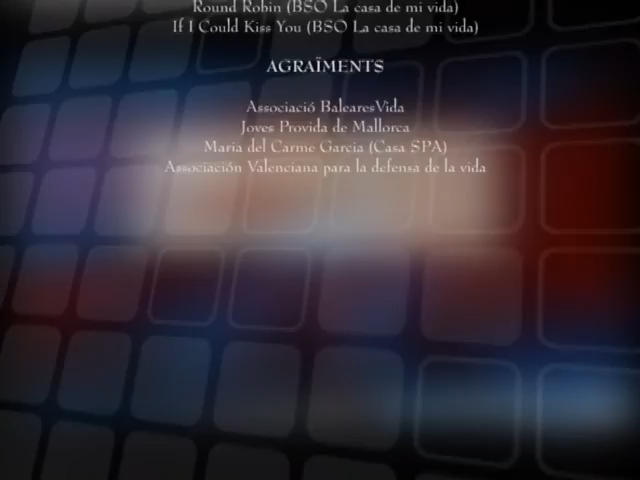 Round Robin (BSO La casa de mi vida)
If I Could Kiss You (BSO La casa de mi vida)
AGRAÏMENTS
Associació BalearesVida
Joves Provida de Mallorca
Maria del Carme Garcia (Casa SPA)
Associación Valenciana para la defensa de la vida